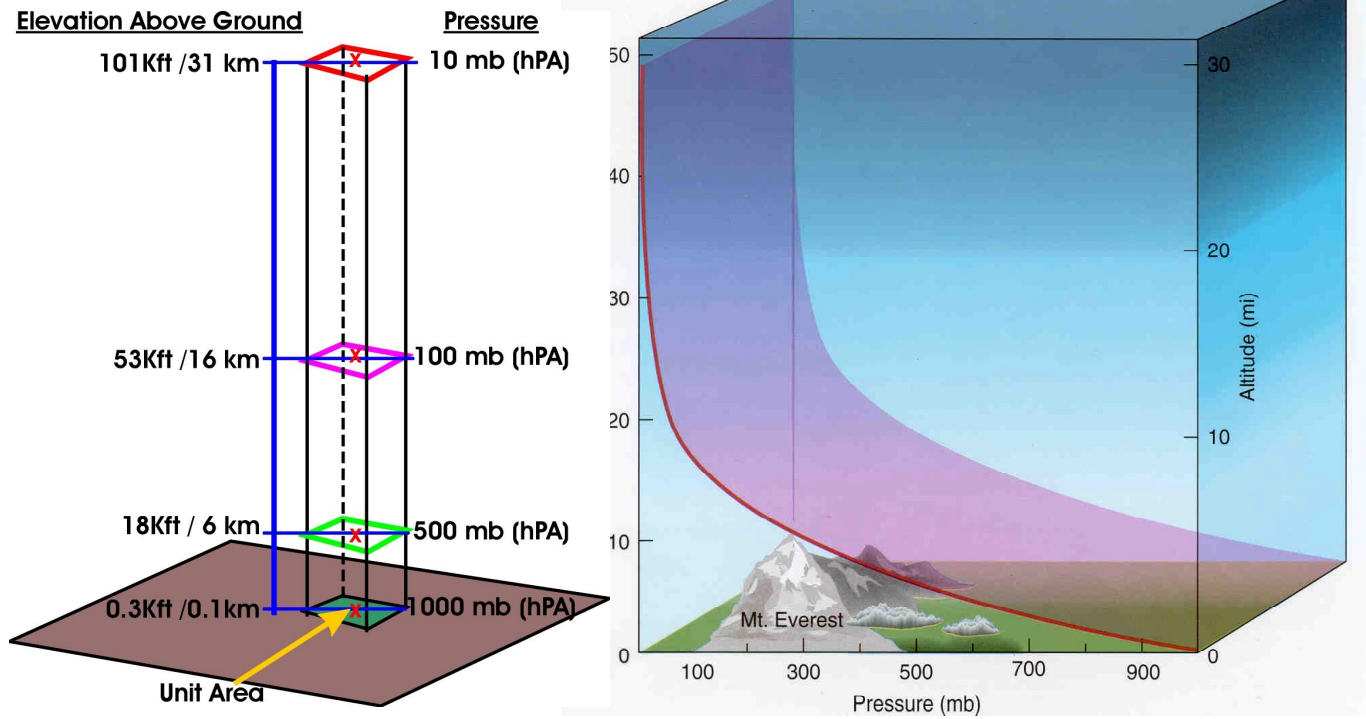 Elevation Above Ground
Pressure
101Kft /31 km
10 mb (hPA)
53Kft /16 km
100 mb (hPA)
18Kft / 6 km
500 mb (hPA)
0.3Kft /0.1km
1000 mb (hPA)
Unit Area
50
40
30
20
10
0
30
20
10
0
Altitude (mi)
Mt. Everest
100 300 500 700 900
Pressure (mb)